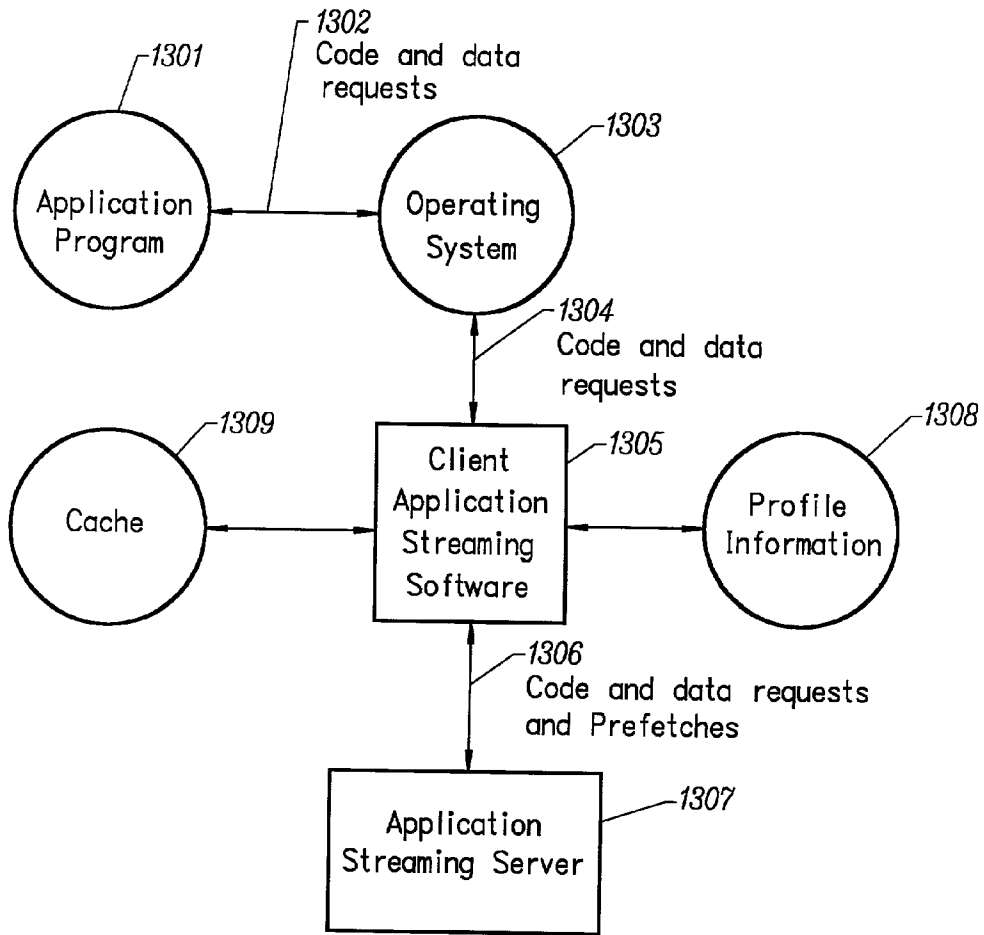 1302
Code and data
requests
1301
1303
Application
Program
Operating
System
1304
Code and data
requests
1309
1305
1308
Client
Application
Streaming
Software
Cache
Profile
Information
1306
Code and data requests
and Prefetches
1307
Application
Streaming Server